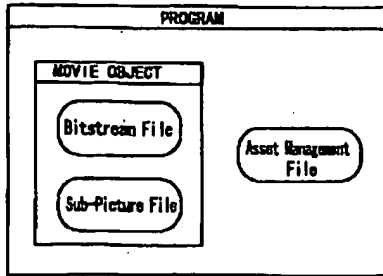 PROGRAM
MOVIE OBJECT
Bitstream File
Asset Management
File
Sub-Picture File